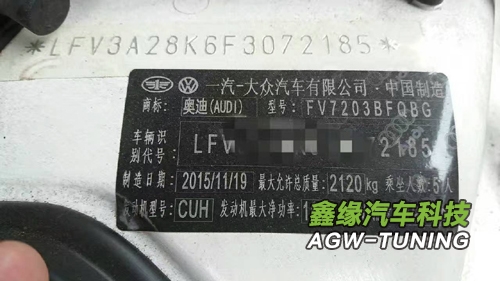 *LFV3A28K6F3072185*
一汽-大众汽车有限公司·中国制造
商标: 奥迪(AUDI) 型号: FV7203BFQBG
车辆识别代号: LFV 2185
制造日期: 2015/11/19 最大允许总质量: 2120kg 乘坐人数: 5人
发动机型号: CUH 发动机最大净功率: 1
鑫缘汽车科技
AGW-TUNING